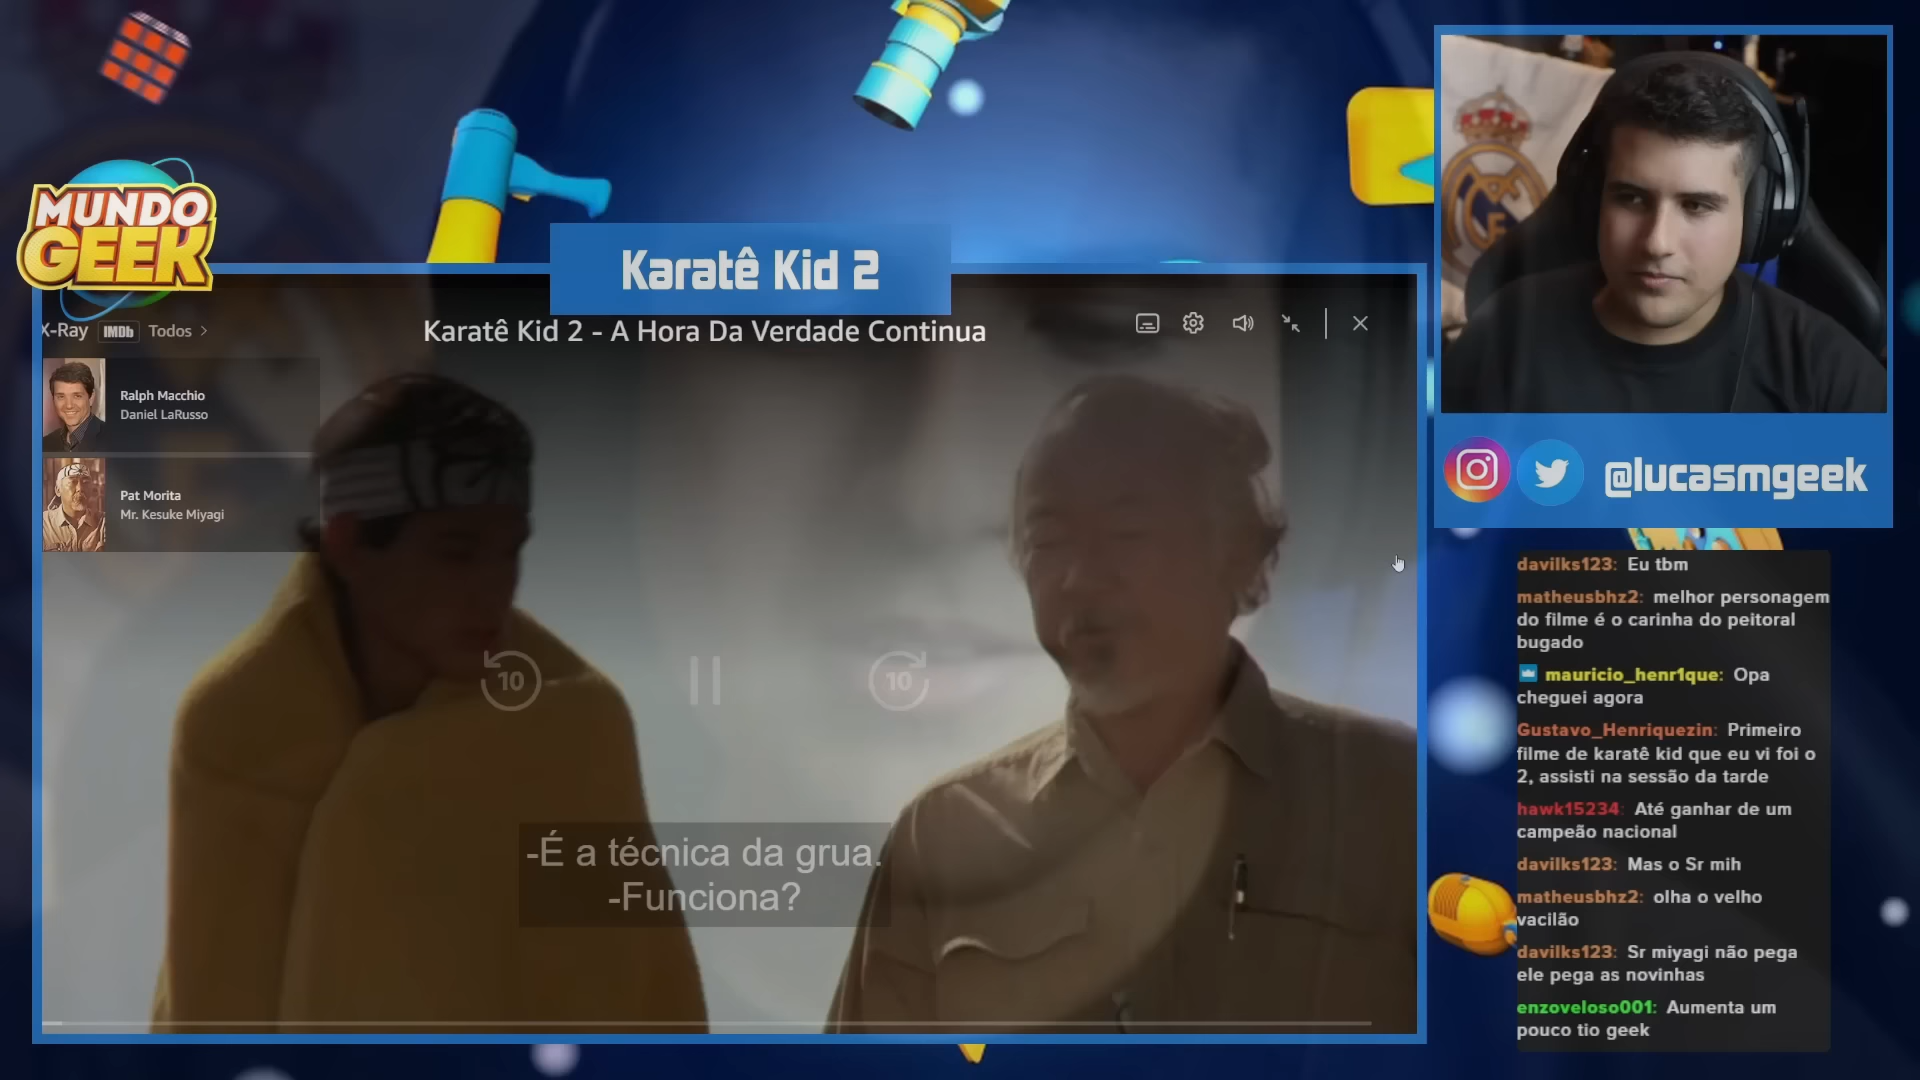 MUNDO
GEEK
Karatê Kid 2
X-Ray IMDb Todos >
Karatê Kid 2 - A Hora Da Verdade Continua
Ralph Macchio
Daniel LaRusso
Pat Morita
Mr. Kesuke Miyagi
10
10
-É a técnica da grua.
-Funciona?
@lucasmgeek
davilks123: Eu tbm
matheusbhz2: melhor personagem
do filme é o carinha do peitoral
bugado
mauricio_henr1que: Opa
cheguei agora
Gustavo_Henriquezin: Primeiro
filme de karatê kid que eu vi foi o
2, assisti na sessão da tarde
hawk15234: Até ganhar de um
campeão nacional
davilks123: Mas o Sr mih
matheusbhz2: olha o velho
vacilão
davilks123: Sr miyagi não pega
ele pega as novinhas
enzoveloso001: Aumenta um
pouco tio geek